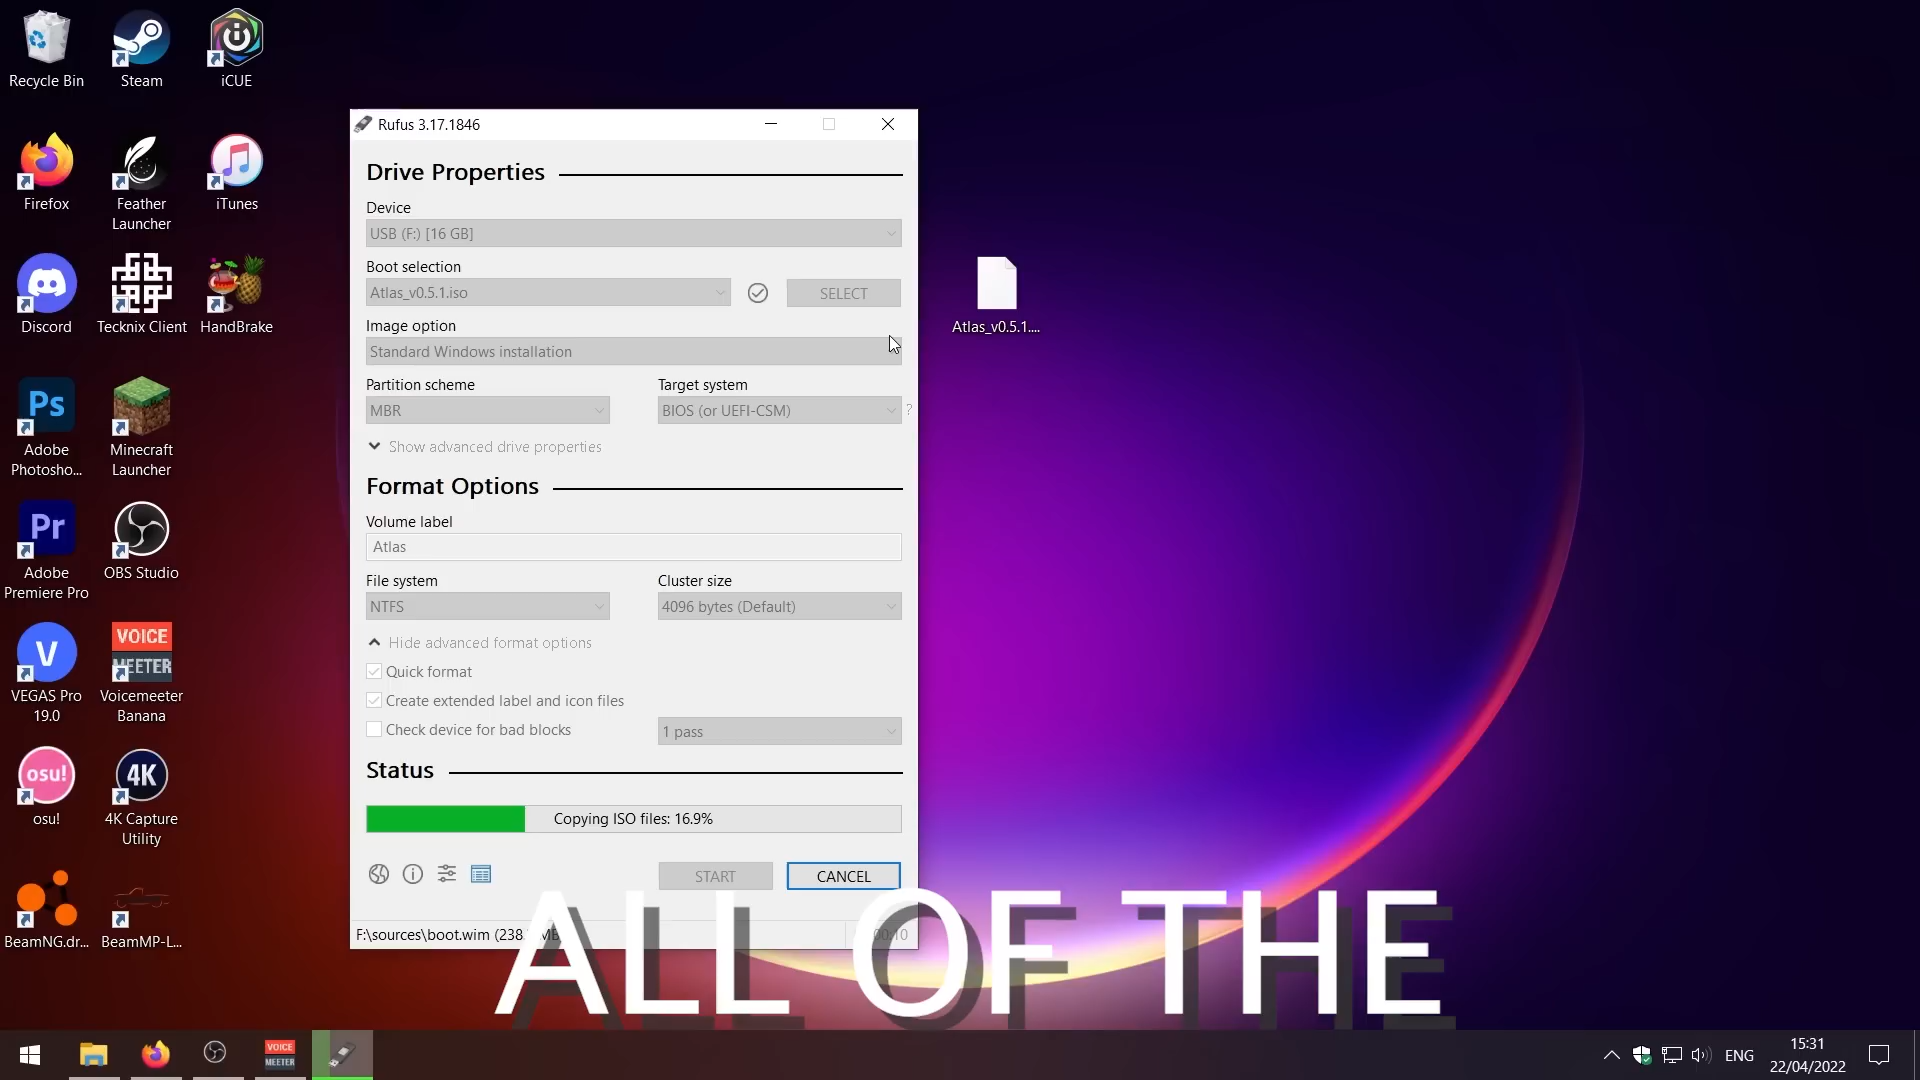 Recycle Bin
Steam
iCUE
Firefox
Feather
Launcher
iTunes
Discord
Tecknix Client
HandBrake
Ps
Adobe
Photosho...
Minecraft
Launcher
Pr
Adobe
Premiere Pro
OBS Studio
V
VEGAS Pro
19.0
VOICE
MEETER
Voicemeeter
Banana
osu!
osu!
4K
4K Capture
Utility
BeamNG.dr...
BeamMP-L...
Rufus 3.17.1846
Drive Properties
Device
USB (F:) [16 GB]
Boot selection
Atlas_v0.5.1.iso
SELECT
Image option
Standard Windows installation
Partition scheme
Target system
MBR
BIOS (or UEFI-CSM)
?
Show advanced drive properties
Format Options
Volume label
Atlas
File system
Cluster size
NTFS
4096 bytes (Default)
Hide advanced format options
Quick format
Create extended label and icon files
Check device for bad blocks
1 pass
Status
Copying ISO files: 16.9%
START
CANCEL
F:\sources\boot.wim (238.
Atlas_v0.5.1....
ALL OF THE
VOICE
MEETER
ENG
15:31
22/04/2022